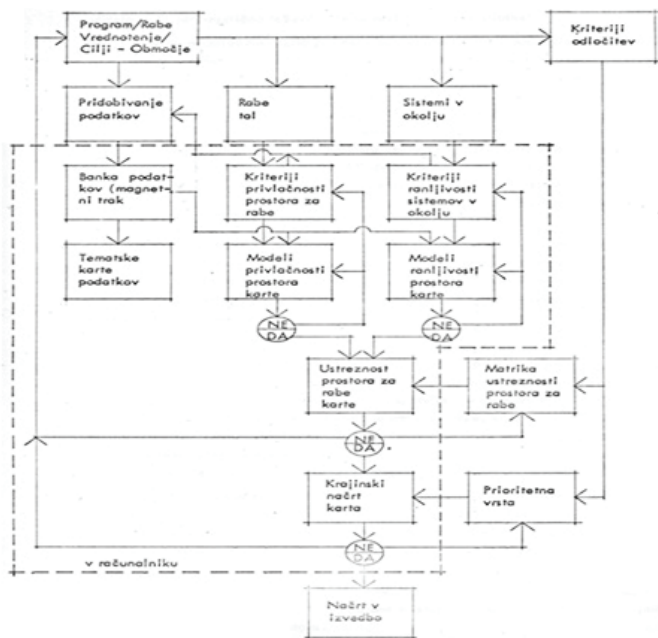 Program/Rabe
Vrednotenje/
Cilji - Območje
Kriteriji
odločitev
Pridobivanje
podatkov
Rabe
tal
Sistemi v
okolju
Banka podat-
kov (magnet-
ni trak
Kriteriji
privlačnosti
prostora za
rabe
Kriteriji
ranljivosti
sistemov v
okolju
Tematske
karte
podatkov
Modeli
privlačnosti
prostora
karte
Modeli
ranljivosti
prostora
karte
NE
DA
NE
DA
Ustreznost
prostora za
rabe
karte
Matrika
ustreznosti
prostora za
rabe
NE
DA
Krajinski
načrt
karta
Prioritetna
vrsta
NE
DA
v računalniku
Načrt v
izvedbo